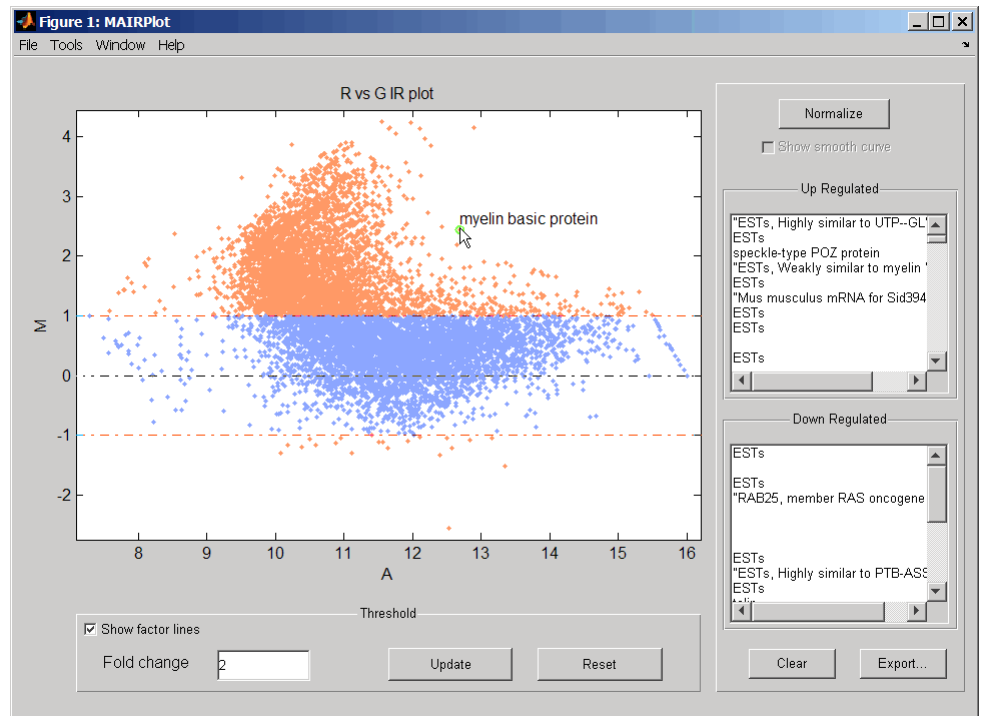 Figure 1: MAIRPlot
File Tools Window Help
R vs G IR plot
4
3
2
1
0
-1
-2
M
myelin basic protein
8 9 10 11 12 13 14 15 16
A
Threshold
Show factor lines
Fold change 2 Update Reset
Normalize
Show smooth curve
Up Regulated
"ESTs, Highly similar to UTP--GL'
ESTs
speckle-type POZ protein
"ESTs, Weakly similar to myelin '
ESTs
"Mus musculus mRNA for Sid394
ESTs
ESTs
ESTs
Down Regulated
ESTs
ESTs
"RAB25, member RAS oncogene
ESTs
"ESTs, Highly similar to PTB-ASS
ESTs
Clear Export...